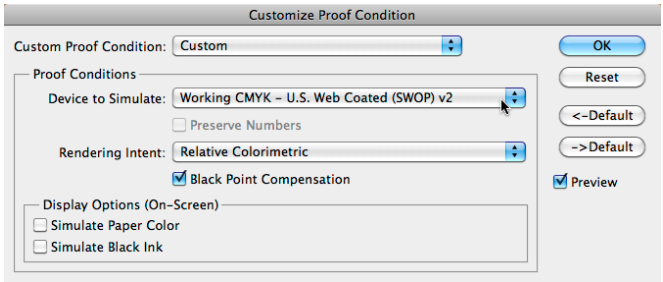 Customize Proof Condition
Custom Proof Condition: Custom
OK
Proof Conditions
Reset
Device to Simulate: Working CMYK – U.S. Web Coated (SWOP) v2
<-Default
Preserve Numbers
Rendering Intent: Relative Colorimetric
->Default
Black Point Compensation
Preview
Display Options (On-Screen)
Simulate Paper Color
Simulate Black Ink